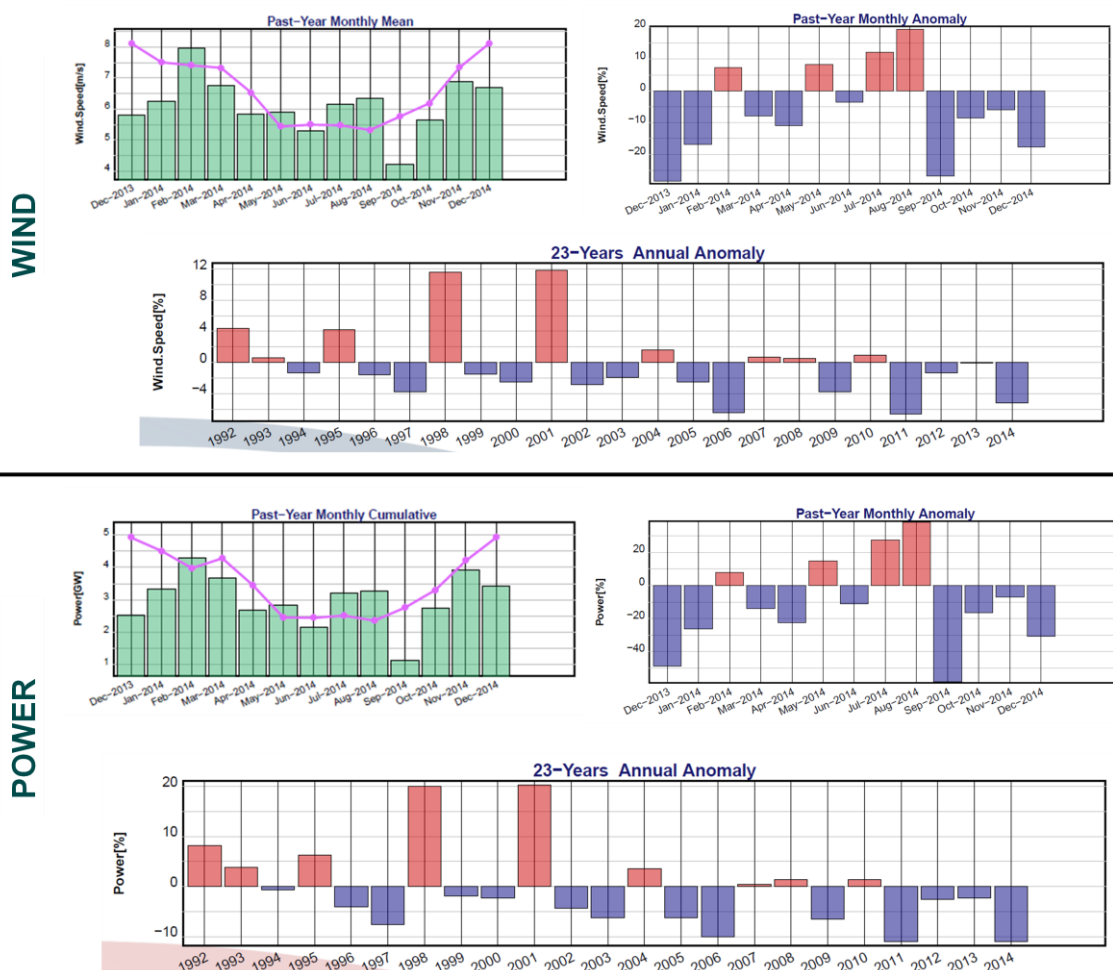 WIND
Past-Year Monthly Mean
Wind.Speed[m/s]
8
7
6
5
4
Dec-2013 Jan-2014 Feb-2014 Mar-2014 Apr-2014 May-2014 Jun-2014 Jul-2014 Aug-2014 Sep-2014 Oct-2014 Nov-2014 Dec-2014
Past-Year Monthly Anomaly
Wind.Speed[%]
20
10
0
-10
-20
Dec-2013 Jan-2014 Feb-2014 Mar-2014 Apr-2014 May-2014 Jun-2014 Jul-2014 Aug-2014 Sep-2014 Oct-2014 Nov-2014 Dec-2014
23-Years Annual Anomaly
Wind.Speed[%]
12
8
4
0
-4
1992 1993 1994 1995 1996 1997 1998 1999 2000 2001 2002 2003 2004 2005 2006 2007 2008 2009 2010 2011 2012 2013 2014
POWER
Past-Year Monthly Cumulative
Power[GW]
5
4
3
2
1
Dec-2013 Jan-2014 Feb-2014 Mar-2014 Apr-2014 May-2014 Jun-2014 Jul-2014 Aug-2014 Sep-2014 Oct-2014 Nov-2014 Dec-2014
Past-Year Monthly Anomaly
Power[%]
20
0
-20
-40
Dec-2013 Jan-2014 Feb-2014 Mar-2014 Apr-2014 May-2014 Jun-2014 Jul-2014 Aug-2014 Sep-2014 Oct-2014 Nov-2014 Dec-2014
23-Years Annual Anomaly
Power[%]
20
10
0
-10
1992 1993 1994 1995 1996 1997 1998 1999 2000 2001 2002 2003 2004 2005 2006 2007 2008 2009 2010 2011 2012 2013 2014